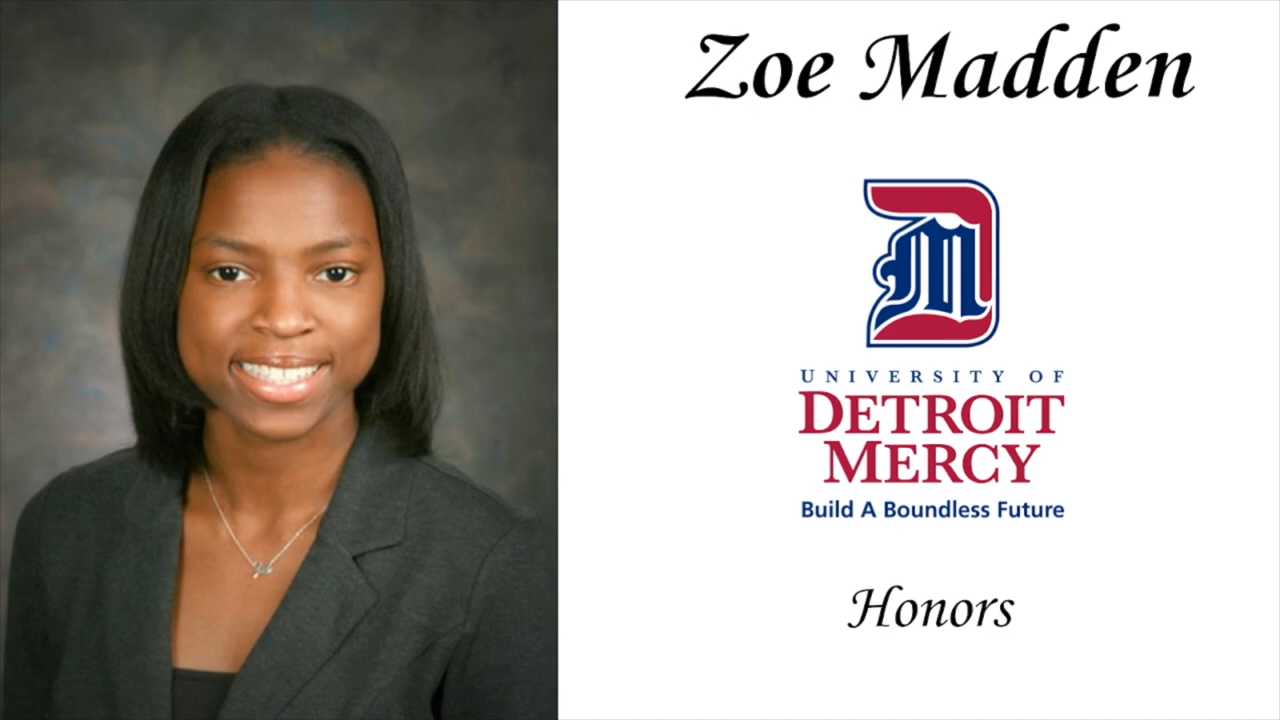 Zoe Madden
UNIVERSITY OF
DETROIT
MERCY
Build A Boundless Future
Honors